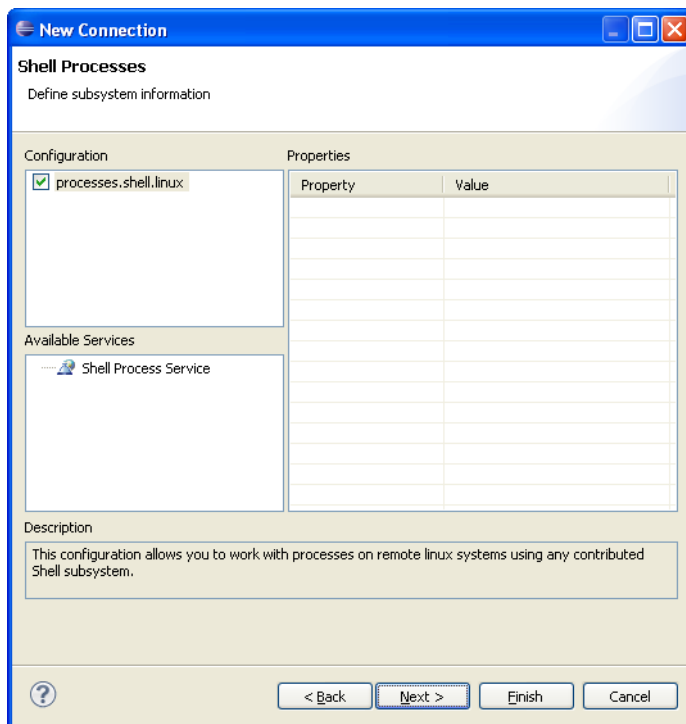 New Connection
Shell Processes
Define subsystem information
Configuration
Properties
processes.shell.linux
Property Value
Available Services
Shell Process Service
Description
This configuration allows you to work with processes on remote linux systems using any contributed
Shell subsystem.
? < Back Next > Finish Cancel